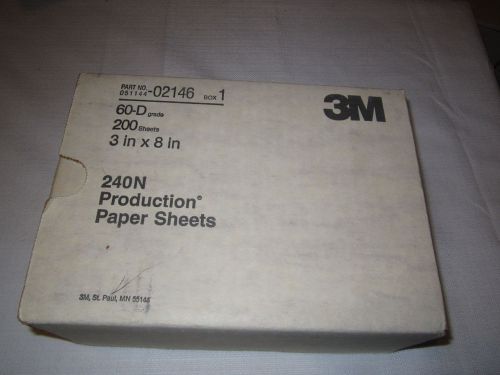 PART NO.
051144-02146 BOX 1
60-D grade
200 Sheets
3 in x 8 in
3M
240N
Production®
Paper Sheets
3M, St. Paul, MN 55144